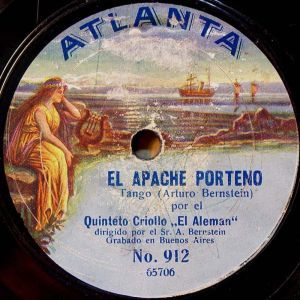 ATLANTA
EL APACHE PORTENO
Tango (Arturo Bernstein)
por el
Quinteto Criollo „El Aleman"
dirigido por el Sr. A. Bernstein
Grabado en Buenos Aires
No. 912
65706